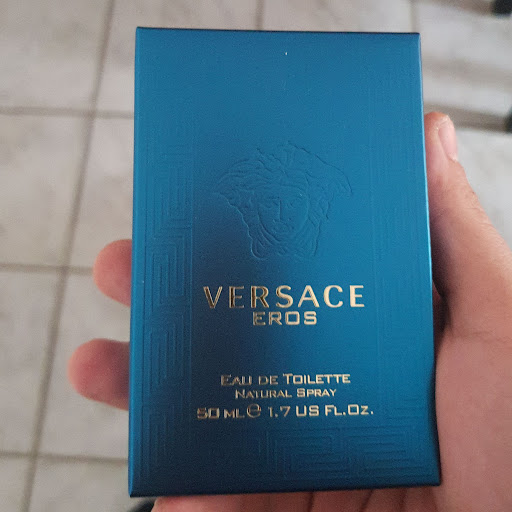 VERSACE
EROS
EAU DE TOILETTE
NATURAL SPRAY
50 ML ℮ 1.7 US FL.OZ.